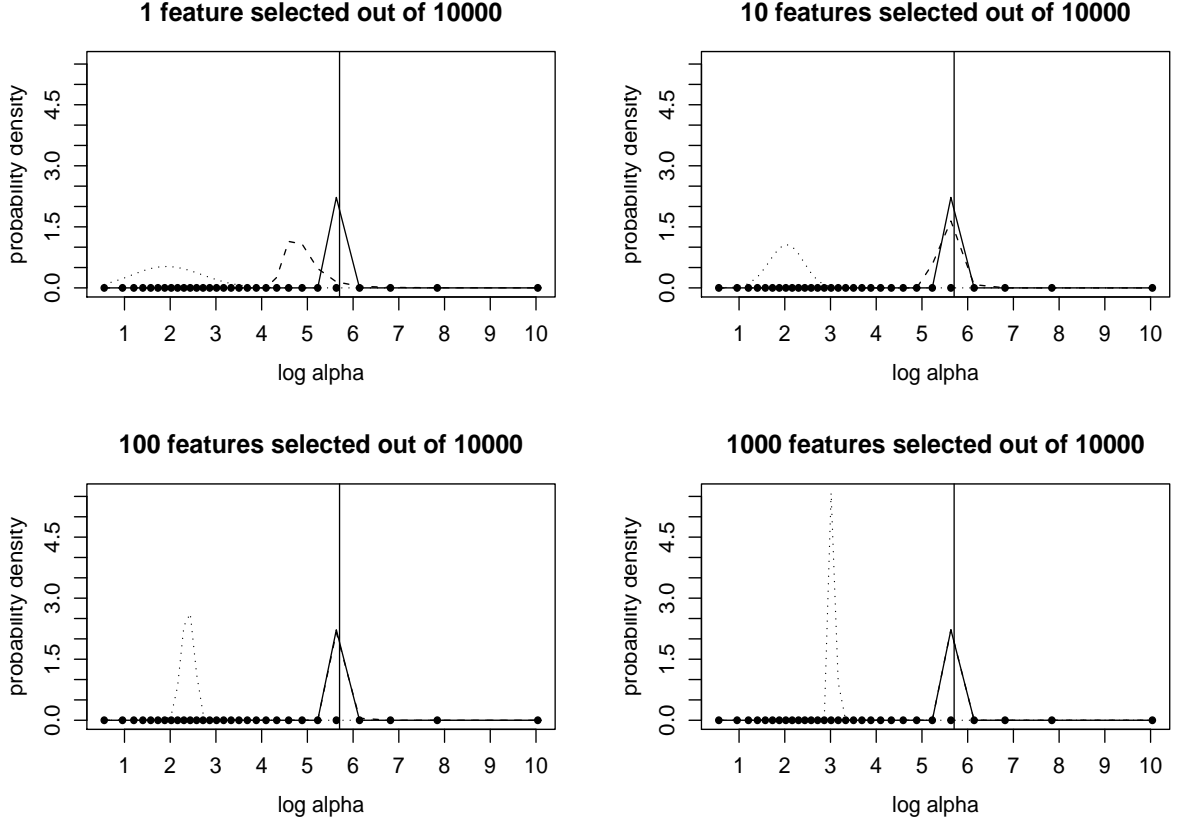 1 feature selected out of 10000
probability density
0.0 1.5 3.0 4.5
1 2 3 4 5 6 7 8 9 10
log alpha
10 features selected out of 10000
probability density
0.0 1.5 3.0 4.5
1 2 3 4 5 6 7 8 9 10
log alpha
100 features selected out of 10000
probability density
0.0 1.5 3.0 4.5
1 2 3 4 5 6 7 8 9 10
log alpha
1000 features selected out of 10000
probability density
0.0 1.5 3.0 4.5
1 2 3 4 5 6 7 8 9 10
log alpha